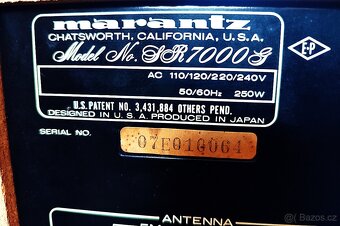 marantz
CHATSWORTH, CALIFORNIA, U.S.A.
Model No. SR7000G
AC 110/120/220/240V
50/60Hz 250W
E-P
U.S. PATENT NO. 3,431,884 OTHERS PEND.
DESIGNED IN U.S.A. PRODUCED IN JAPAN
SERIAL NO. 07E01G064
ANTENNA
Bazos.cz